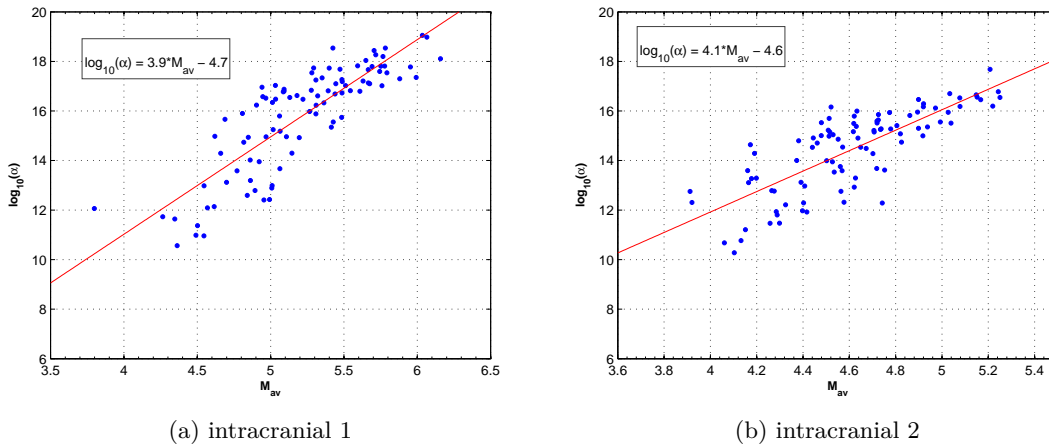 20
18
16
14
12
10
8
6
log₁₀(α)
log₁₀(α) = 3.9*Mₐᵥ − 4.7
3.5 4 4.5 5 5.5 6 6.5
Mₐᵥ
(a) intracranial 1
20
18
16
14
12
10
8
6
log₁₀(α)
log₁₀(α) = 4.1*Mₐᵥ − 4.6
3.6 3.8 4 4.2 4.4 4.6 4.8 5 5.2 5.4
Mₐᵥ
(b) intracranial 2